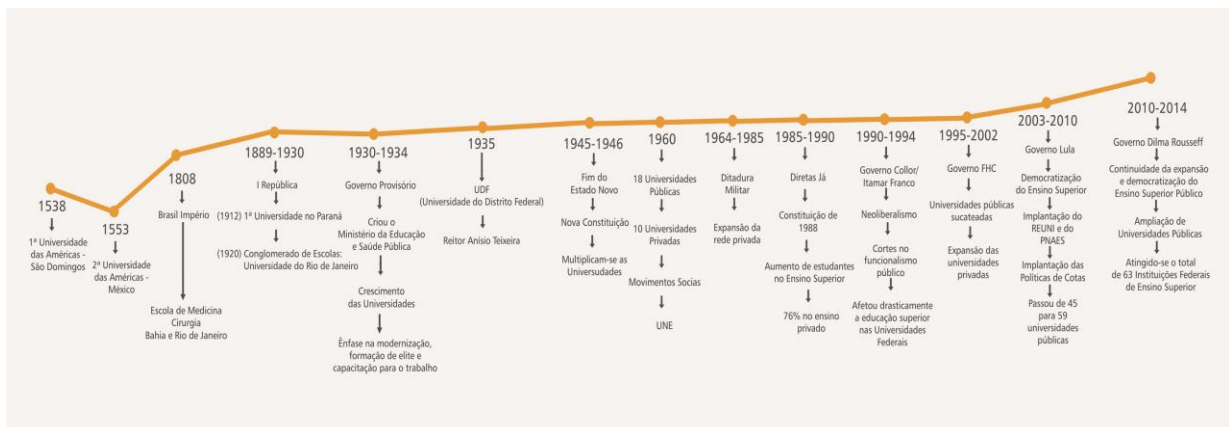 1538
1ª Universidade
das Américas -
São Domingos
1553
2ª Universidade
das Américas -
México
1808
Brasil Império
Escola de Medicina
Cirurgia
Bahia e Rio de Janeiro
1889-1930
I República
(1912) 1ª Universidade no Paraná
(1920) Conglomerado de Escolas:
Universidade do Rio de Janeiro
1930-1934
Governo Provisório
Criou o
Ministério da Educação
e Saúde Pública
Crescimento
das Universidades
Ênfase na modernização,
formação de elite e
capacitação para o trabalho
1935
UDF
(Universidade do Distrito Federal)
Reitor Anísio Teixeira
1945-1946
Fim do
Estado Novo
Nova Constituição
Multiplicam-se as
Universudades
1960
18 Universidades
Públicas
10 Universidades
Privadas
Movimentos Socias
UNE
1964-1985
Ditadura
Militar
Expansão da
rede privada
1985-1990
Diretas Já
Constituição de
1988
Aumento de estudantes
no Ensino Superior
76% no ensino
privado
1990-1994
Governo Collor/
Itamar Franco
Neoliberalismo
Cortes no
funcionalismo
público
Afetou drasticamente
a educação superior
nas Universidades
Federais
1995-2002
Governo FHC
Universidades públicas
sucateadas
Expansão das
universidades
privadas
2003-2010
Governo Lula
Democratização
do Ensino Superior
Implantação do
REUNI e do
PNAES
Implantação das
Políticas de Cotas
Passou de 45
para 59
universidades
públicas
2010-2014
Governo Dilma Rousseff
Continuidade da expansão
e democratização do
Ensino Superior Público
Ampliação de
Universidades Públicas
Atingido-se o total
de 63 Instituições Federais
de Ensino Superior